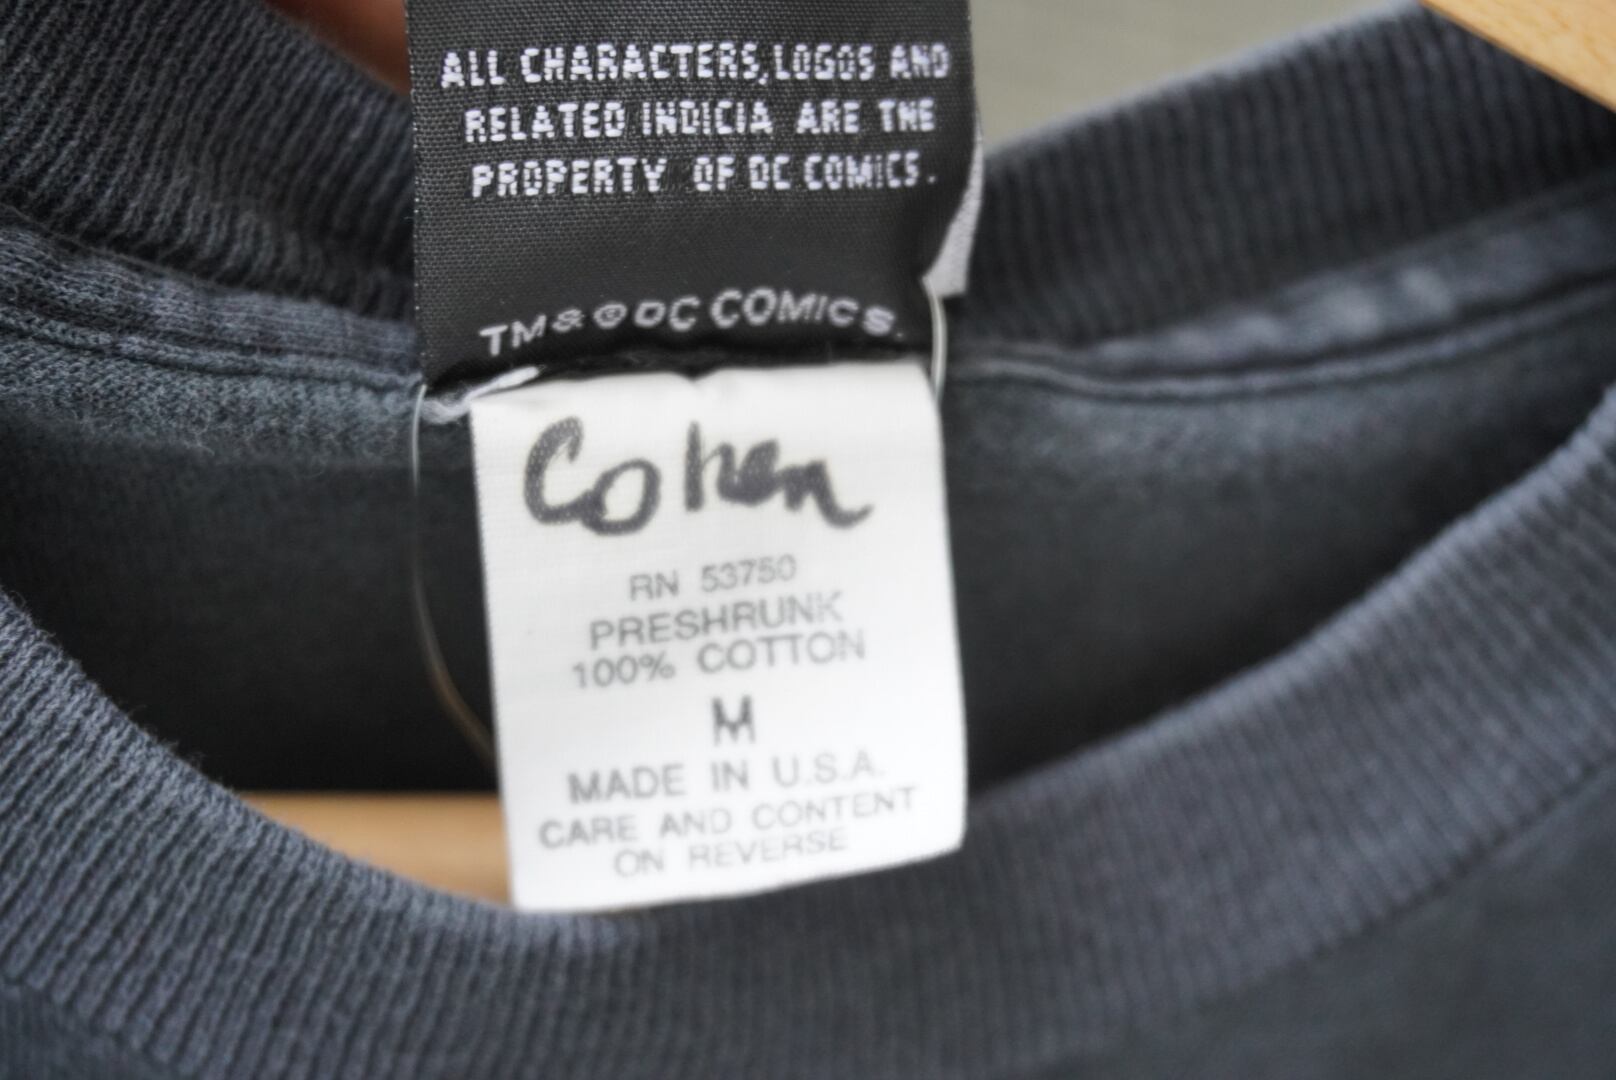 ALL CHARACTERS, LOGOS AND
RELATED INDICIA ARE THE
PROPERTY OF DC COMICS.
TM & © DC COMICS.
Cohen
RN 53750
PRESHRUNK
100% COTTON
M
MADE IN U.S.A.
CARE AND CONTENT
ON REVERSE